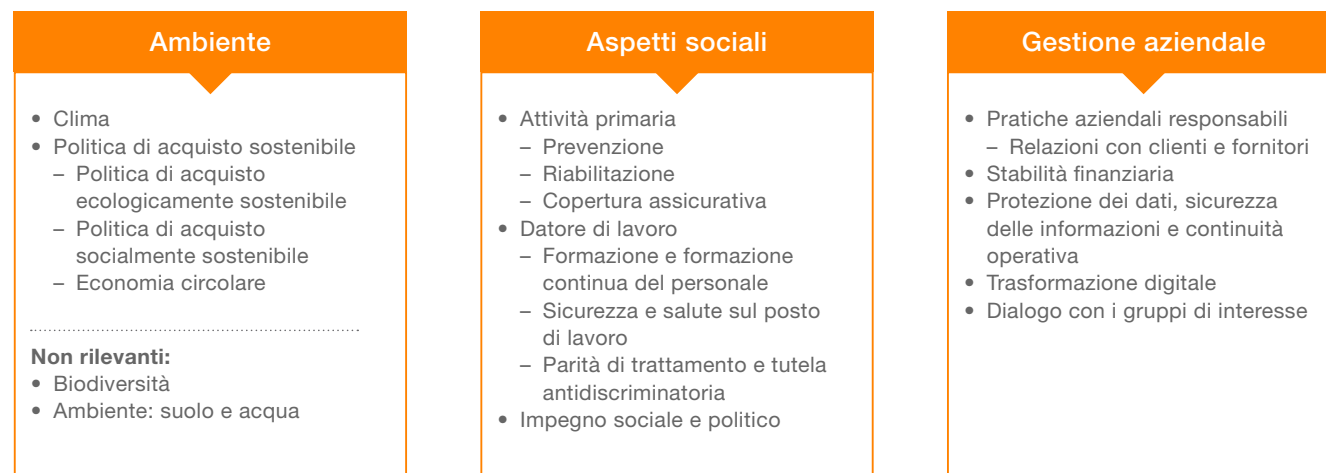 Ambiente
• Clima
• Politica di acquisto sostenibile
– Politica di acquisto
ecologicamente sostenibile
– Politica di acquisto
socialmente sostenibile
– Economia circolare
Non rilevanti:
• Biodiversità
• Ambiente: suolo e acqua
Aspetti sociali
• Attività primaria
– Prevenzione
– Riabilitazione
– Copertura assicurativa
• Datore di lavoro
– Formazione e formazione
continua del personale
– Sicurezza e salute sul posto
di lavoro
– Parità di trattamento e tutela
antidiscriminatoria
• Impegno sociale e politico
Gestione aziendale
• Pratiche aziendali responsabili
– Relazioni con clienti e fornitori
• Stabilità finanziaria
• Protezione dei dati, sicurezza
delle informazioni e continuità
operativa
• Trasformazione digitale
• Dialogo con i gruppi di interesse